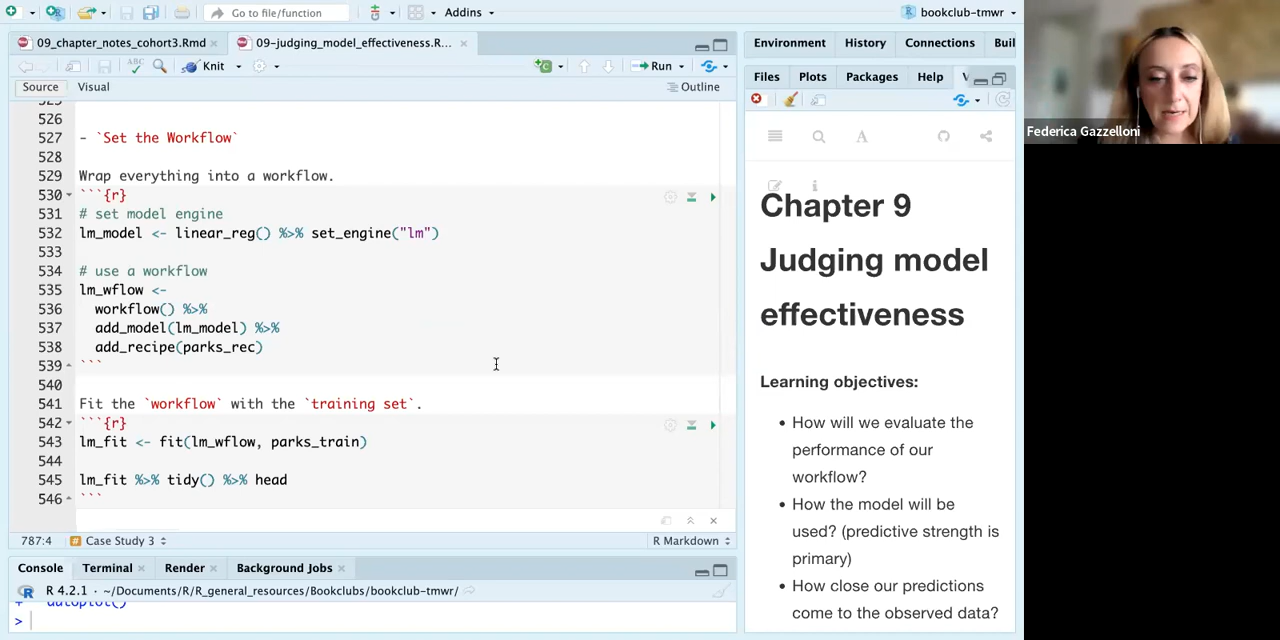 Go to file/function
Addins
bookclub-tmwr
09_chapter_notes_cohort3.Rmd
09-judging_model_effectiveness.R...
Knit
Run
Source
Visual
Outline
526
527 - `Set the Workflow`
528
529 Wrap everything into a workflow.
530 ```{r}
531 # set model engine
532 lm_model <- linear_reg() %>% set_engine("lm")
533
534 # use a workflow
535 lm_wflow <-
536 workflow() %>%
537 add_model(lm_model) %>%
538 add_recipe(parks_rec)
539 ```
540
541 Fit the `workflow` with the `training set`.
542 ```{r}
543 lm_fit <- fit(lm_wflow, parks_train)
544
545 lm_fit %>% tidy() %>% head
546 ```
787:4
Case Study 3
R Markdown
Console
Terminal
Render
Background Jobs
R 4.2.1 · ~/Documents/R/R_general_resources/Bookclubs/bookclub-tmwr/
+ autoplot()
>
Environment
History
Connections
Buil
Files
Plots
Packages
Help
V
A
Chapter 9
Judging model
effectiveness
Learning objectives:
• How will we evaluate the
performance of our
workflow?
• How the model will be
used? (predictive strength is
primary)
• How close our predictions
come to the observed data?
Federica Gazzelloni